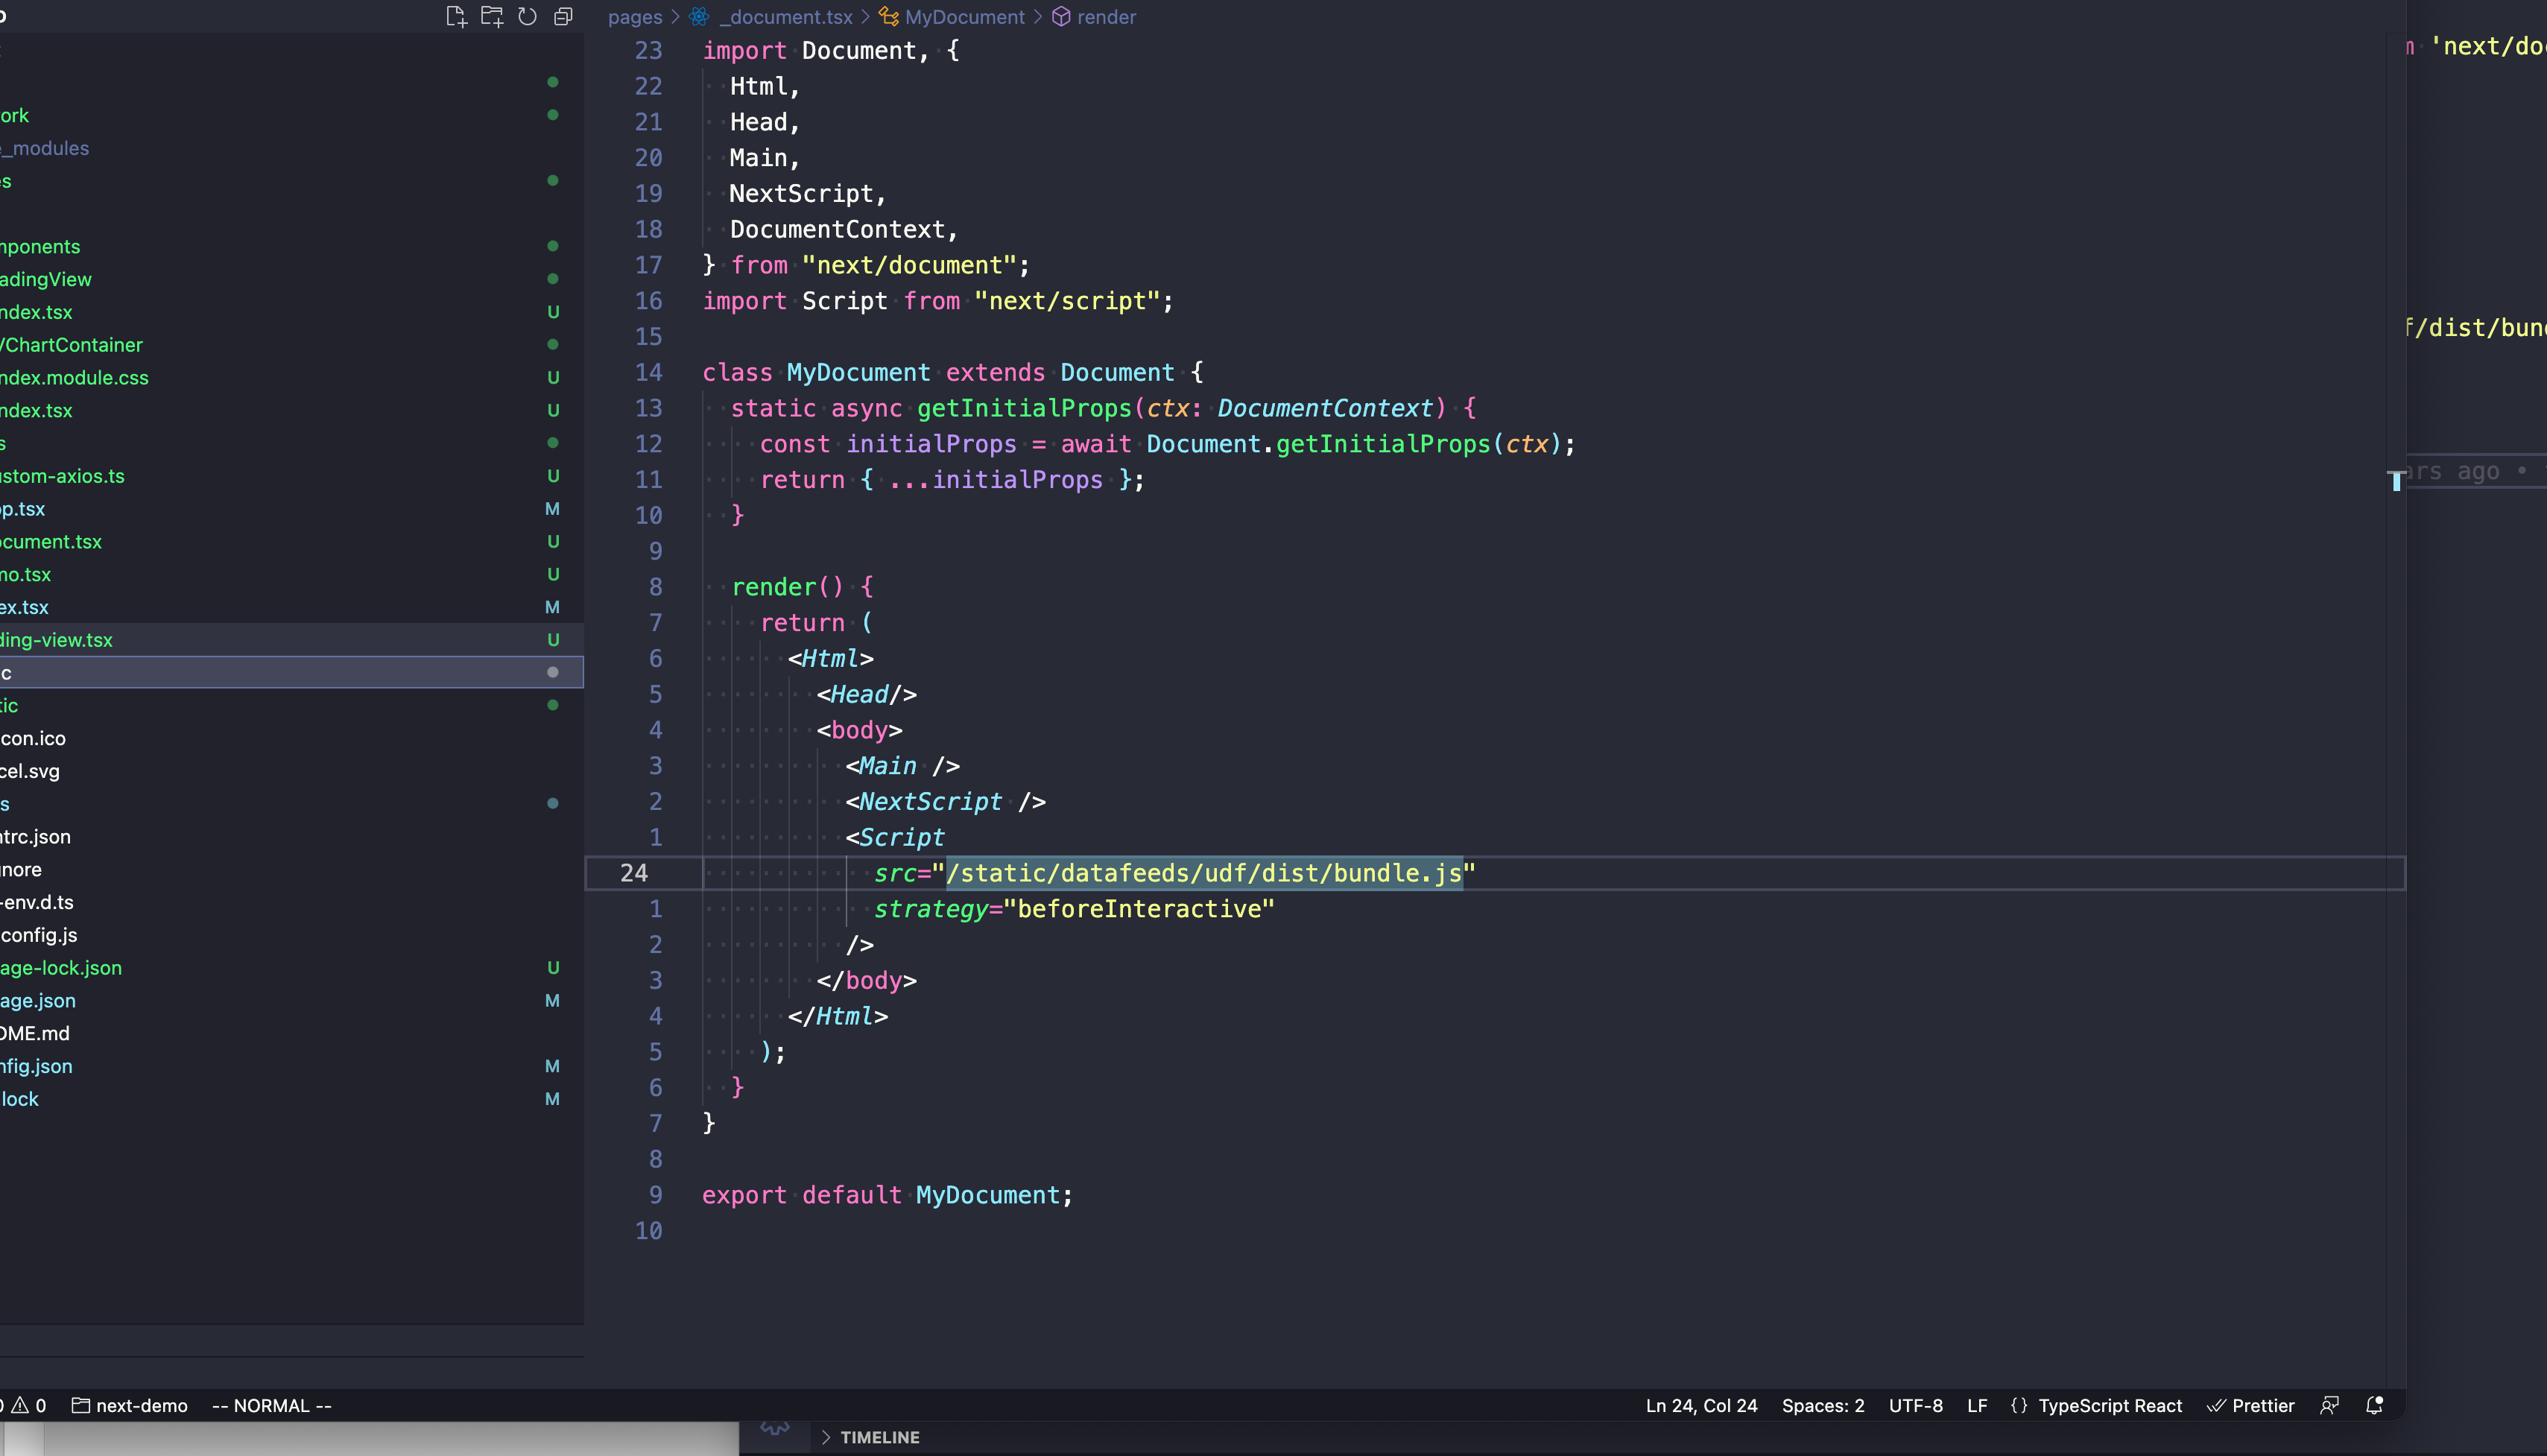 pages > _document.tsx > MyDocument > render
ork
_modules
s
ponents
adingView
ndex.tsx U
/ChartContainer
ndex.module.css U
ndex.tsx U
s
stom-axios.ts U
p.tsx M
ocument.tsx U
mo.tsx U
ex.tsx M
ding-view.tsx U
c
tic
con.ico
cel.svg
s
ntrc.json
nore
-env.d.ts
config.js
age-lock.json U
age.json M
OME.md
nfig.json M
lock M
23 import Document, {
22 Html,
21 Head,
20 Main,
19 NextScript,
18 DocumentContext,
17 } from "next/document";
16 import Script from "next/script";
15
14 class MyDocument extends Document {
13 static async getInitialProps(ctx: DocumentContext) {
12 const initialProps = await Document.getInitialProps(ctx);
11 return { ...initialProps };
10 }
9
8 render() {
7 return (
6 <Html>
5 <Head/>
4 <body>
3 <Main />
2 <NextScript />
1 <Script
24 src="/static/datafeeds/udf/dist/bundle.js"
1 strategy="beforeInteractive"
2 />
3 </body>
4 </Html>
5 );
6 }
7 }
8
9 export default MyDocument;
10
'next/do
f/dist/bun
ars ago •
0 next-demo -- NORMAL -- Ln 24, Col 24 Spaces: 2 UTF-8 LF {} TypeScript React Prettier
> TIMELINE